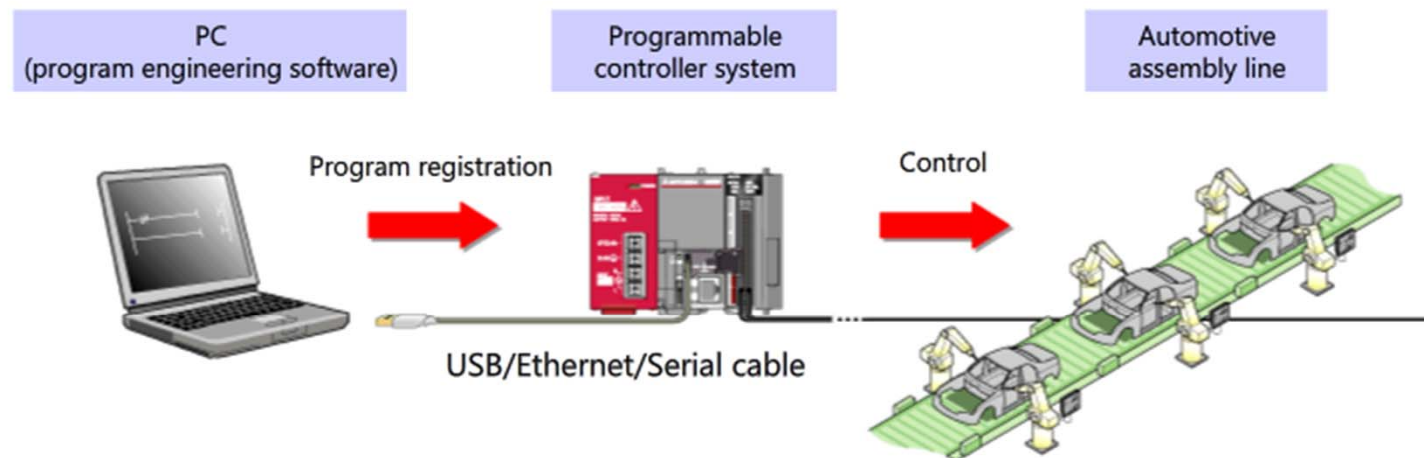 PC
(program engineering software)
Programmable
controller system
Automotive
assembly line
Program registration
Control
USB/Ethernet/Serial cable